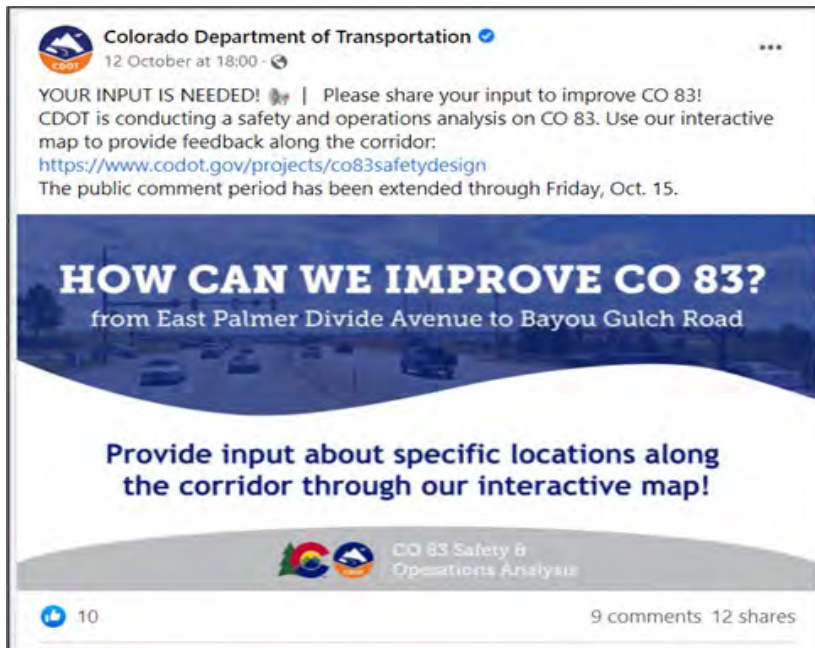 Colorado Department of Transportation
12 October at 18:00 ·
YOUR INPUT IS NEEDED! | Please share your input to improve CO 83!
CDOT is conducting a safety and operations analysis on CO 83. Use our interactive
map to provide feedback along the corridor:
https://www.codot.gov/projects/co83safetydesign
The public comment period has been extended through Friday, Oct. 15.
HOW CAN WE IMPROVE CO 83?
from East Palmer Divide Avenue to Bayou Gulch Road
Provide input about specific locations along
the corridor through our interactive map!
CO 83 Safety &
Operations Analysis
10
9 comments 12 shares